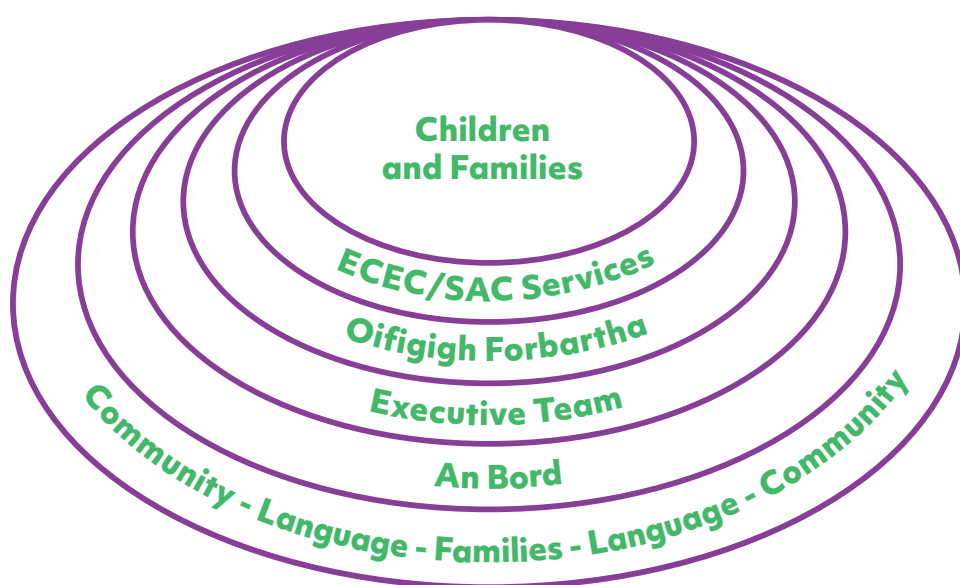 Children
and Families
ECEC/SAC Services
Oifigigh Forbartha
Executive Team
An Bord
Community - Language - Families - Language - Community